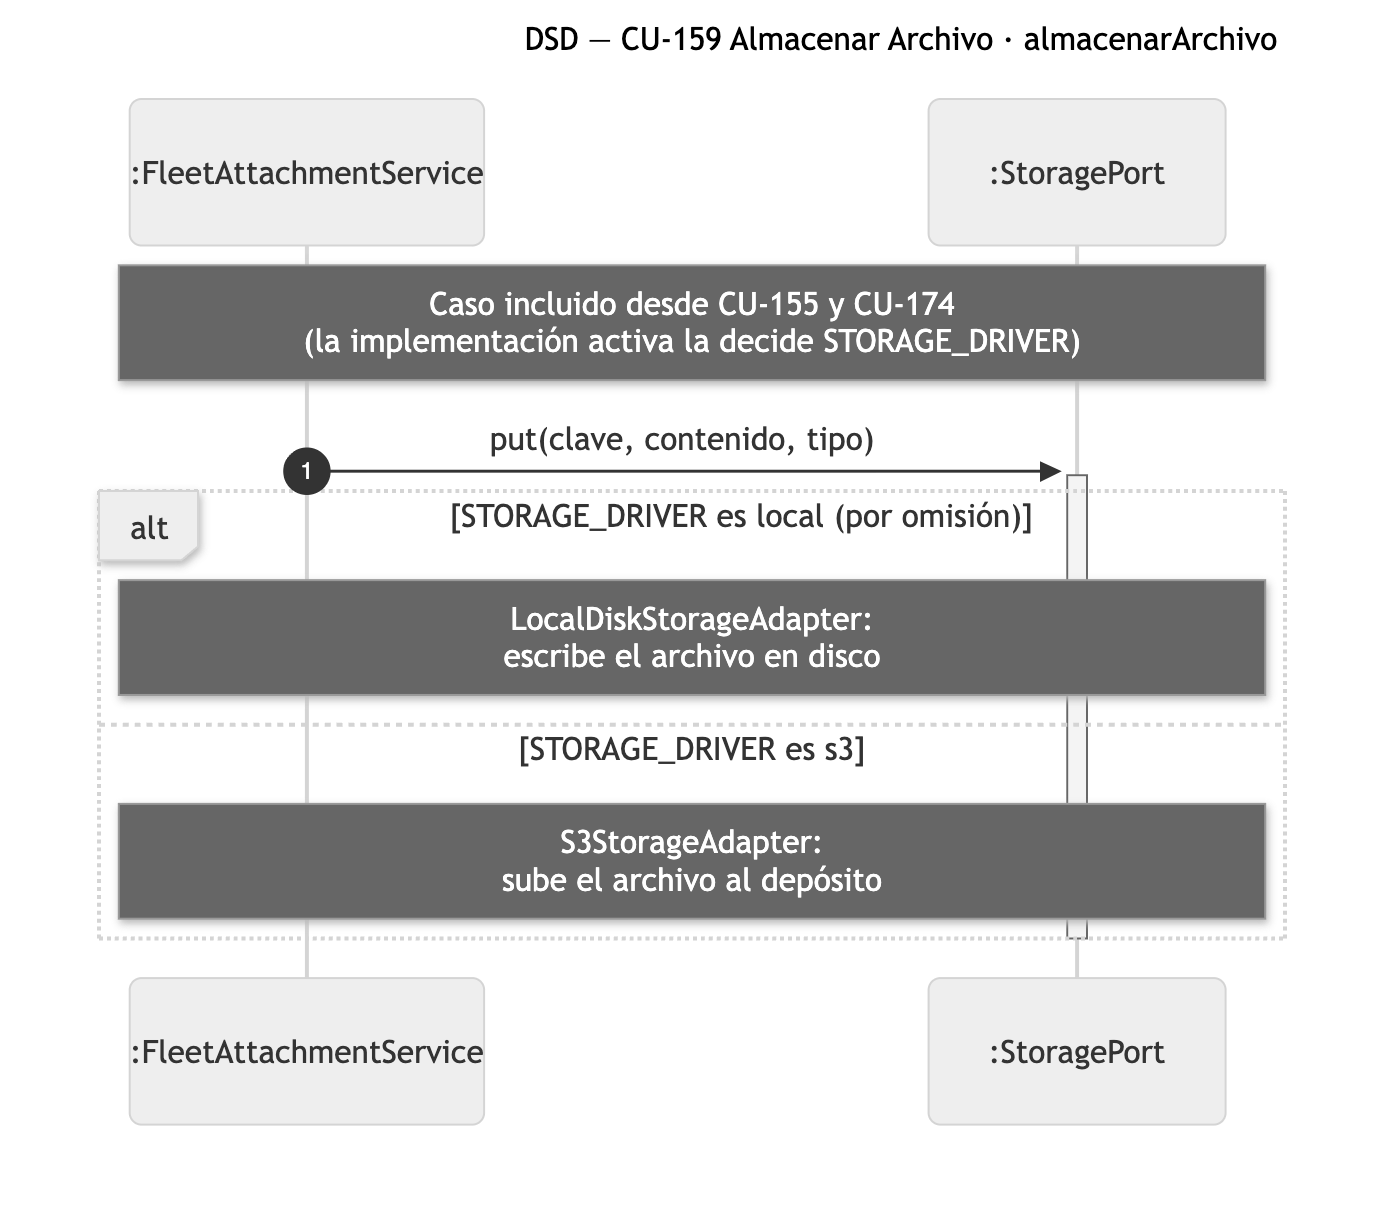 DSD — CU-159 Almacenar Archivo · almacenarArchivo
:FleetAttachmentService
:StoragePort
Caso incluido desde CU-155 y CU-174
(la implementación activa la decide STORAGE_DRIVER)
put(clave, contenido, tipo)
1
alt
[STORAGE_DRIVER es local (por omisión)]
LocalDiskStorageAdapter:
escribe el archivo en disco
[STORAGE_DRIVER es s3]
S3StorageAdapter:
sube el archivo al depósito
:FleetAttachmentService
:StoragePort